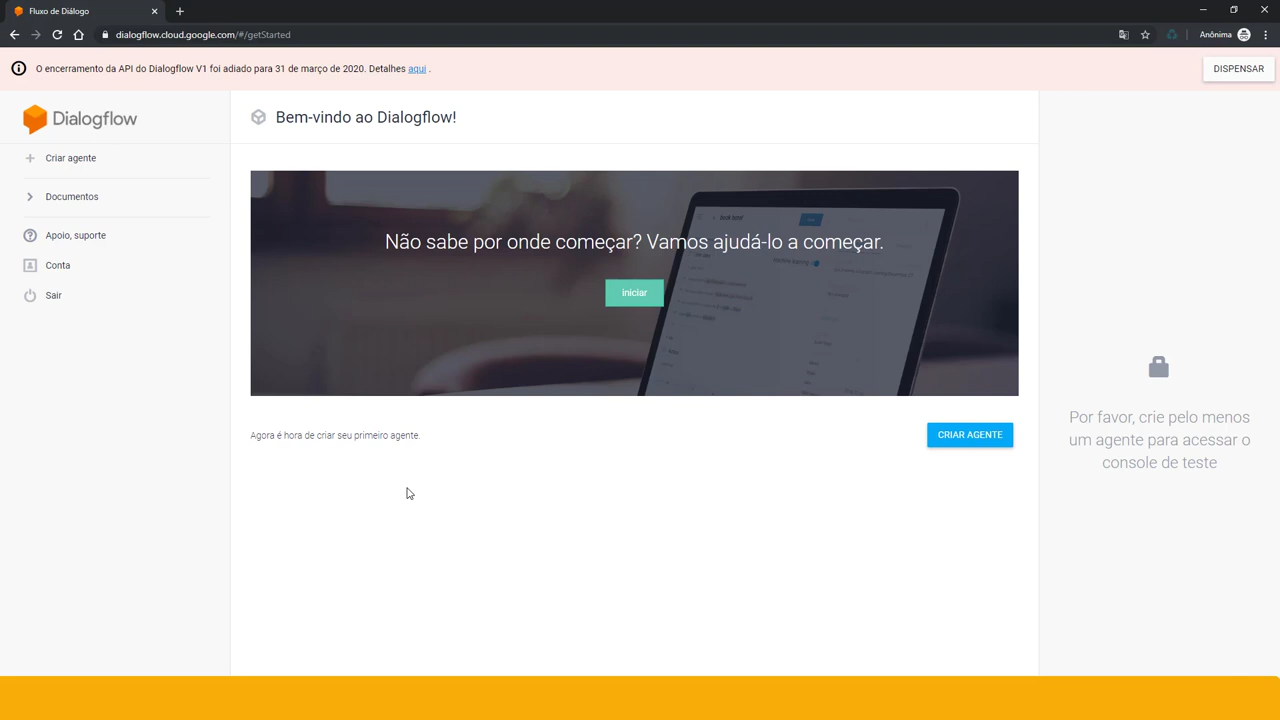 Fluxo de Diálogo
dialogflow.cloud.google.com/#/getStarted
Anônima
O encerramento da API do Dialogflow V1 foi adiado para 31 de março de 2020. Detalhes aqui .
DISPENSAR
Dialogflow
Bem-vindo ao Dialogflow!
Criar agente
Documentos
Apoio, suporte
Conta
Sair
Não sabe por onde começar? Vamos ajudá-lo a começar.
iniciar
Agora é hora de criar seu primeiro agente.
CRIAR AGENTE
Por favor, crie pelo menos
um agente para acessar o
console de teste